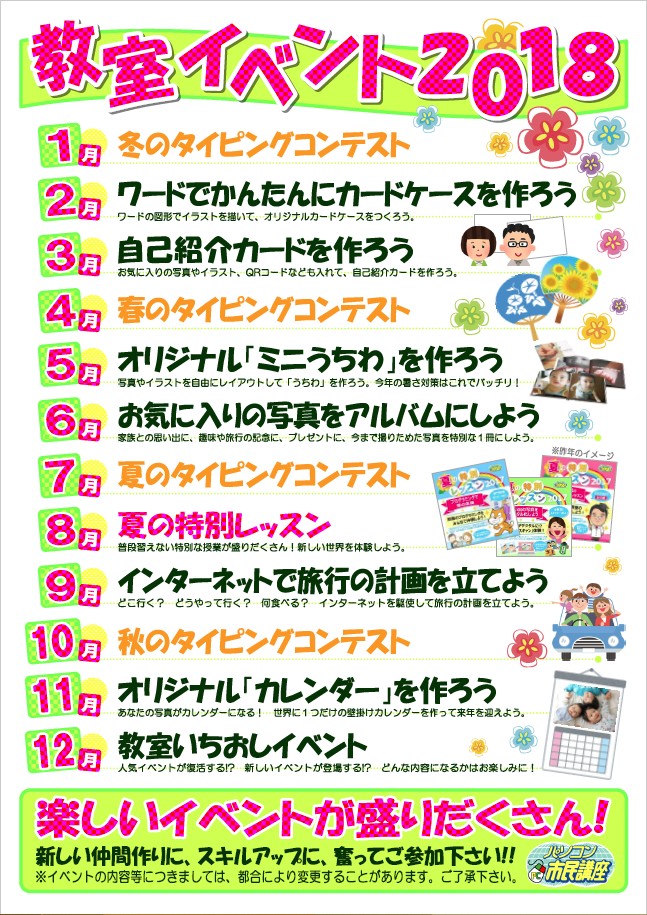 教室イベント2018
1月 冬のタイピングコンテスト
2月 ワードでかんたんにカードケースを作ろう
ワードの図形でイラストを描いて、オリジナルカードケースをつくろう。
3月 自己紹介カードを作ろう
お気に入りの写真やイラスト、QRコードなども入れて、自己紹介カードを作ろう。
4月 春のタイピングコンテスト
5月 オリジナル「ミニうちわ」を作ろう
写真やイラストを自由にレイアウトして「うちわ」を作ろう。今年の暑さ対策はこれでバッチリ!
6月 お気に入りの写真をアルバムにしよう
家族との思い出に、趣味や旅行の記念に、プレゼントに、今まで撮りためた写真を特別な1冊にしよう。
※昨年のイメージ
7月 夏のタイピングコンテスト
夏の特別
レッスン2017
夏の特別
レッスン2017
8月 夏の特別レッスン
普段習えない特別な授業が盛りだくさん!新しい世界を体験しよう。
9月 インターネットで旅行の計画を立てよう
どこ行く? どうやって行く? 何食べる? インターネットを駆使して旅行の計画を立てよう。
10月 秋のタイピングコンテスト
11月 オリジナル「カレンダー」を作ろう
あなたの写真がカレンダーになる! 世界に1つだけの壁掛けカレンダーを作って来年を迎えよう。
12月 教室いちおしイベント
人気イベントが復活する!? 新しいイベントが登場する!? どんな内容になるかはお楽しみに!
楽しいイベントが盛りだくさん!
新しい仲間作りに、スキルアップに、奮ってご参加下さい!!
※イベントの内容等につきましては、都合により変更することがあります。ご了承下さい。
パソコン
市民講座